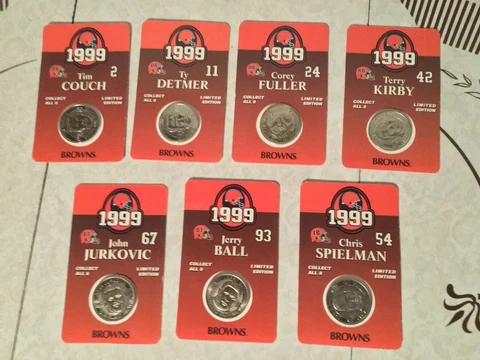 1999
Tim 2
COUCH
COLLECT LIMITED
ALL 9 EDITION
BROWNS
1999
Ty 11
DETMER
COLLECT LIMITED
ALL 9 EDITION
BROWNS
1999
Corey 24
FULLER
COLLECT LIMITED
ALL 9 EDITION
BROWNS
1999
Terry 42
KIRBY
COLLECT LIMITED
ALL 9 EDITION
BROWNS
1999
John 67
JURKOVIC
COLLECT LIMITED
ALL 9 EDITION
BROWNS
1999
Jerry 93
BALL
COLLECT LIMITED
ALL 9 EDITION
BROWNS
1999
Chris 54
SPIELMAN
COLLECT LIMITED
ALL 9 EDITION
BROWNS